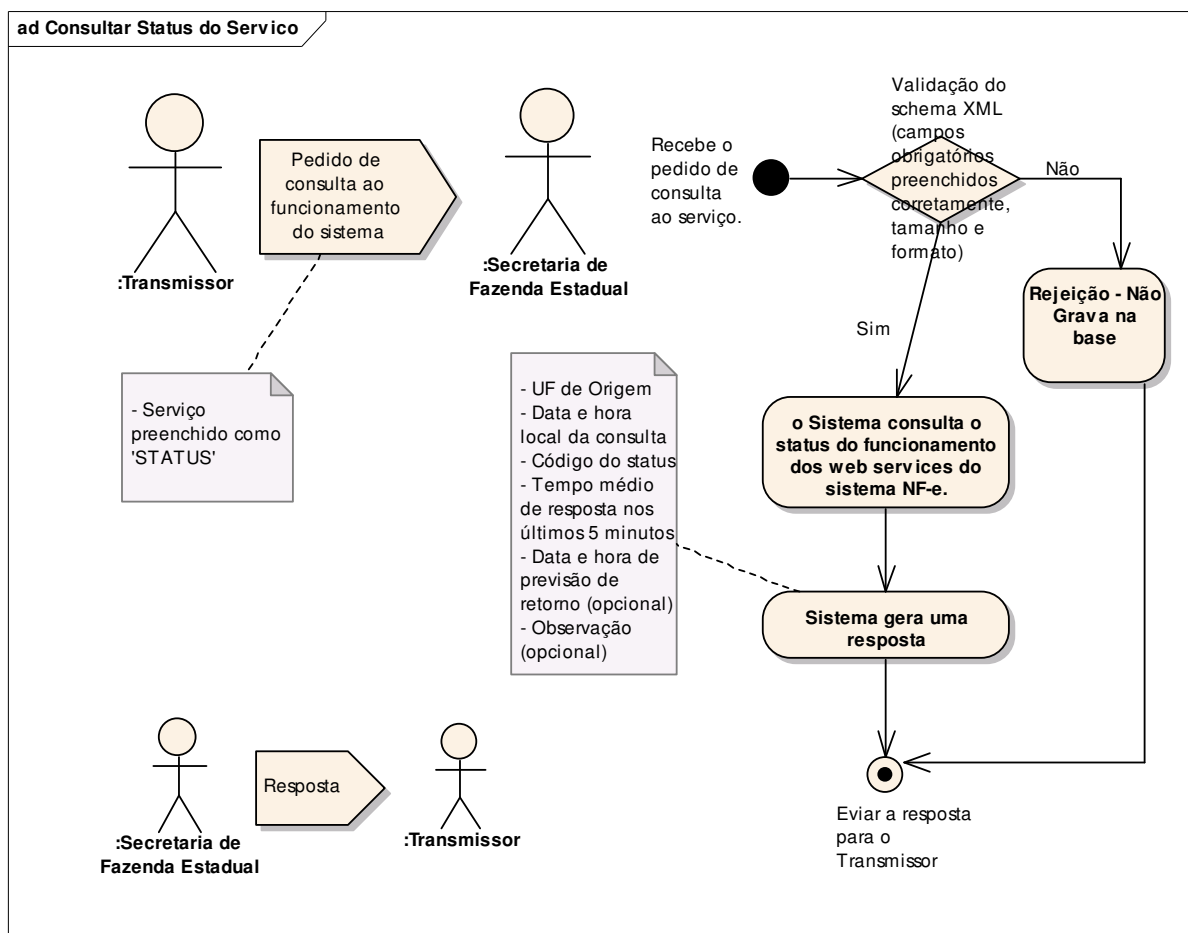 ad Consultar Status do Servico
:Transmissor
Pedido de
consulta ao
funcionamento
do sistema
:Secretaria de
Fazenda Estadual
- Serviço
preenchido como
'STATUS'
Recebe o
pedido de
consulta
ao serviço.
Validação do
schema XML
(campos
obrigatórios
preenchidos
corretamente,
tamanho e
formato)
Não
Sim
Rejeição - Não
Grava na
base
o Sistema consulta o
status do funcionamento
dos web services do
sistema NF-e.
- UF de Origem
- Data e hora
local da consulta
- Código do status
- Tempo médio
de resposta nos
últimos 5 minutos
- Data e hora de
previsão de
retorno (opcional)
- Observação
(opcional)
Sistema gera uma
resposta
Eviar a resposta
para o
Transmissor
:Secretaria de
Fazenda Estadual
Resposta
:Transmissor